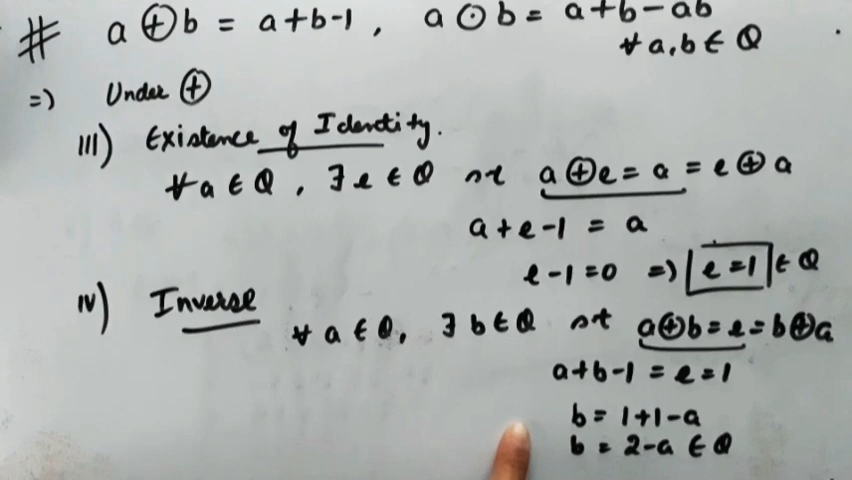 # a ⊕ b = a+b-1, a ⊙ b = a+b-ab
∀ a,b ∈ Q
=) Under ⊕
III) Existence of Identity.
∀ a ∈ Q, ∃ e ∈ Q st a ⊕ e = a = e ⊕ a
a + e - 1 = a
e - 1 = 0 =) e = 1 ∈ Q
IV) Inverse
∀ a ∈ Q, ∃ b ∈ Q st a ⊕ b = e = b ⊕ a
a + b - 1 = e = 1
b = 1+1-a
b = 2-a ∈ Q